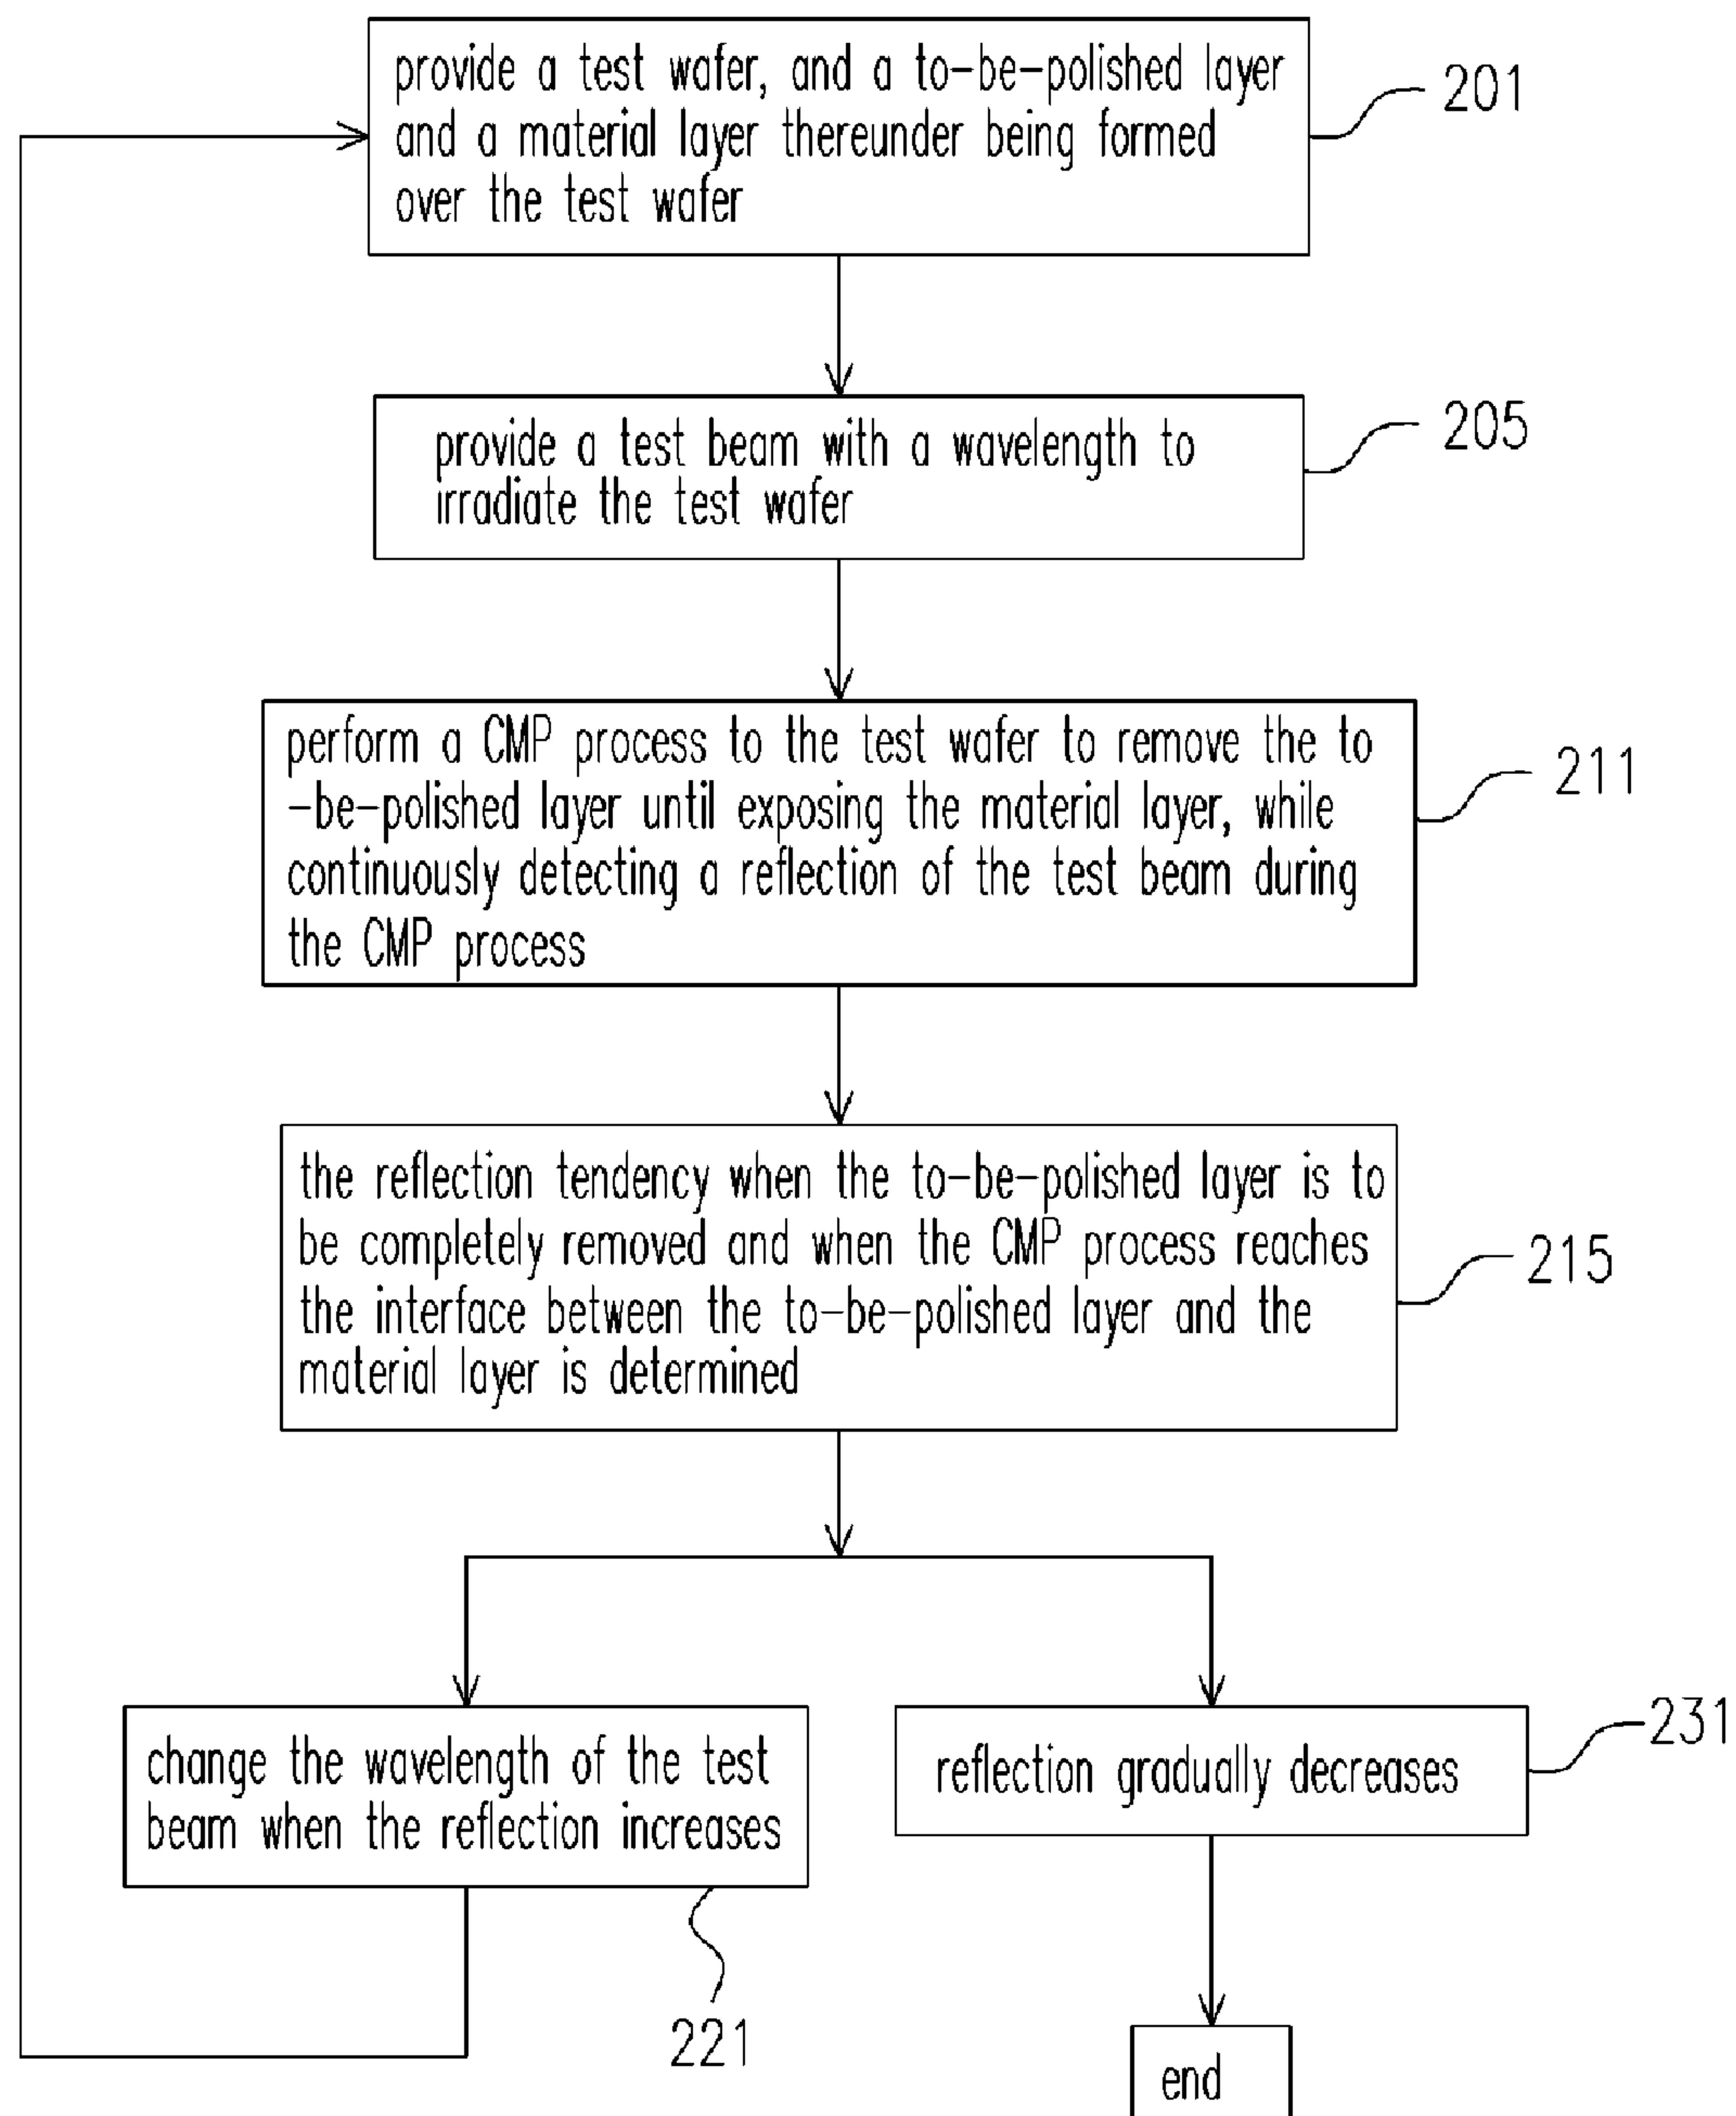 provide a test wafer, and a to-be-polished layer
and a material layer thereunder being formed
over the test wafer
201
provide a test beam with a wavelength to
irradiate the test wafer
205
perform a CMP process to the test wafer to remove the to
-be-polished layer until exposing the material layer, while
continuously detecting a reflection of the test beam during
the CMP process
211
the reflection tendency when the to-be-polished layer is to
be completely removed and when the CMP process reaches
the interface between the to-be-polished layer and the
material layer is determined
215
change the wavelength of the test
beam when the reflection increases
221
reflection gradually decreases
231
end